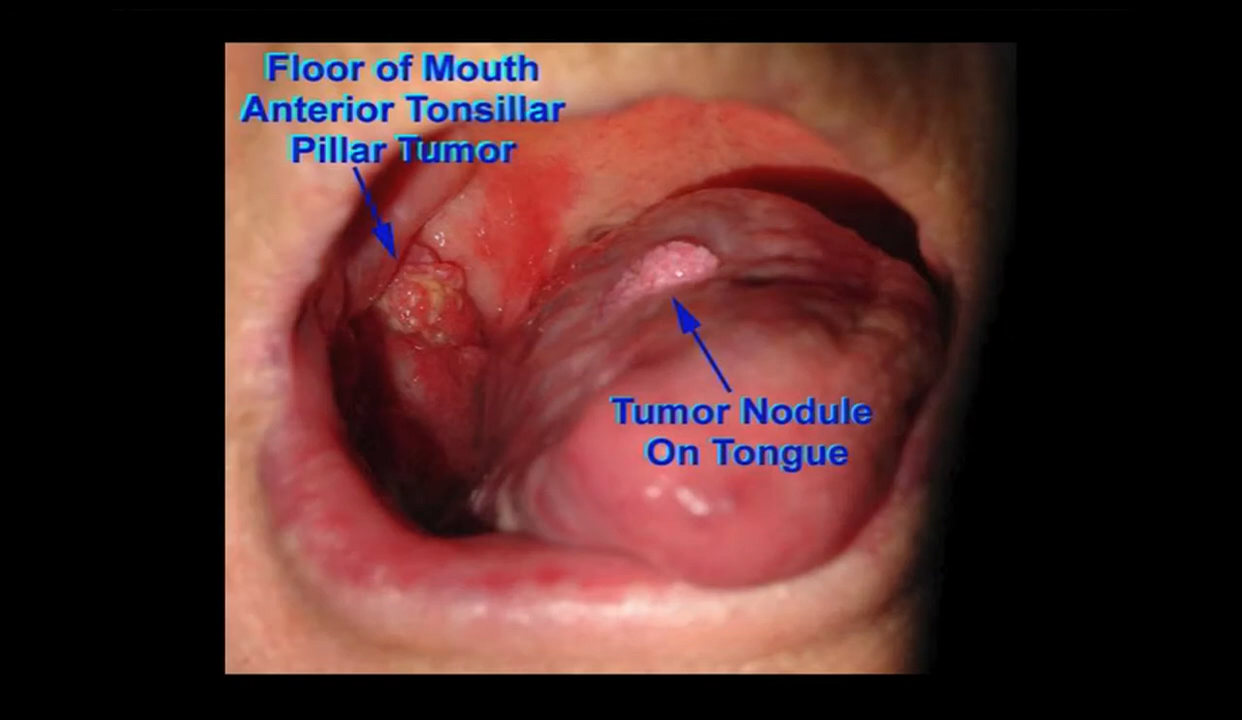 Floor of Mouth
Anterior Tonsillar
Pillar Tumor
Tumor Nodule
On Tongue